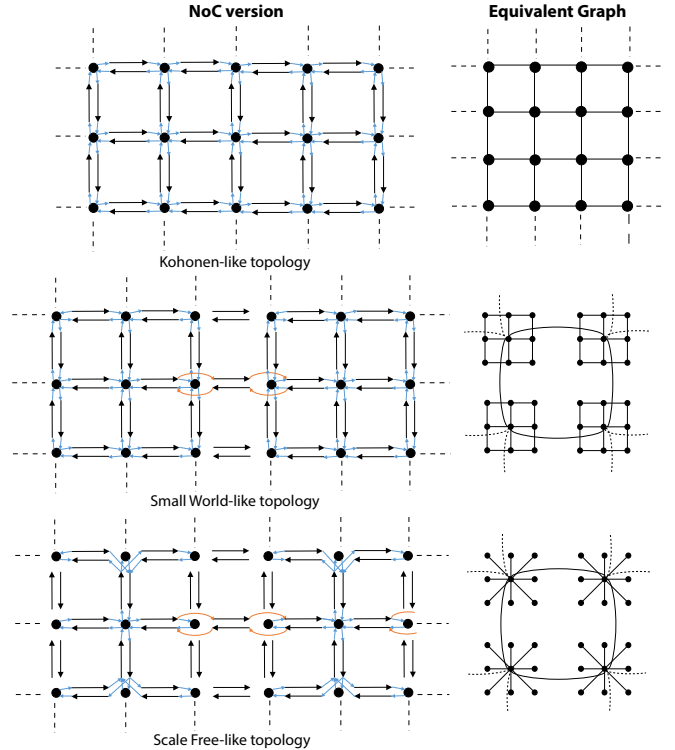 NoC version
Equivalent Graph
Kohonen-like topology
Small World-like topology
Scale Free-like topology